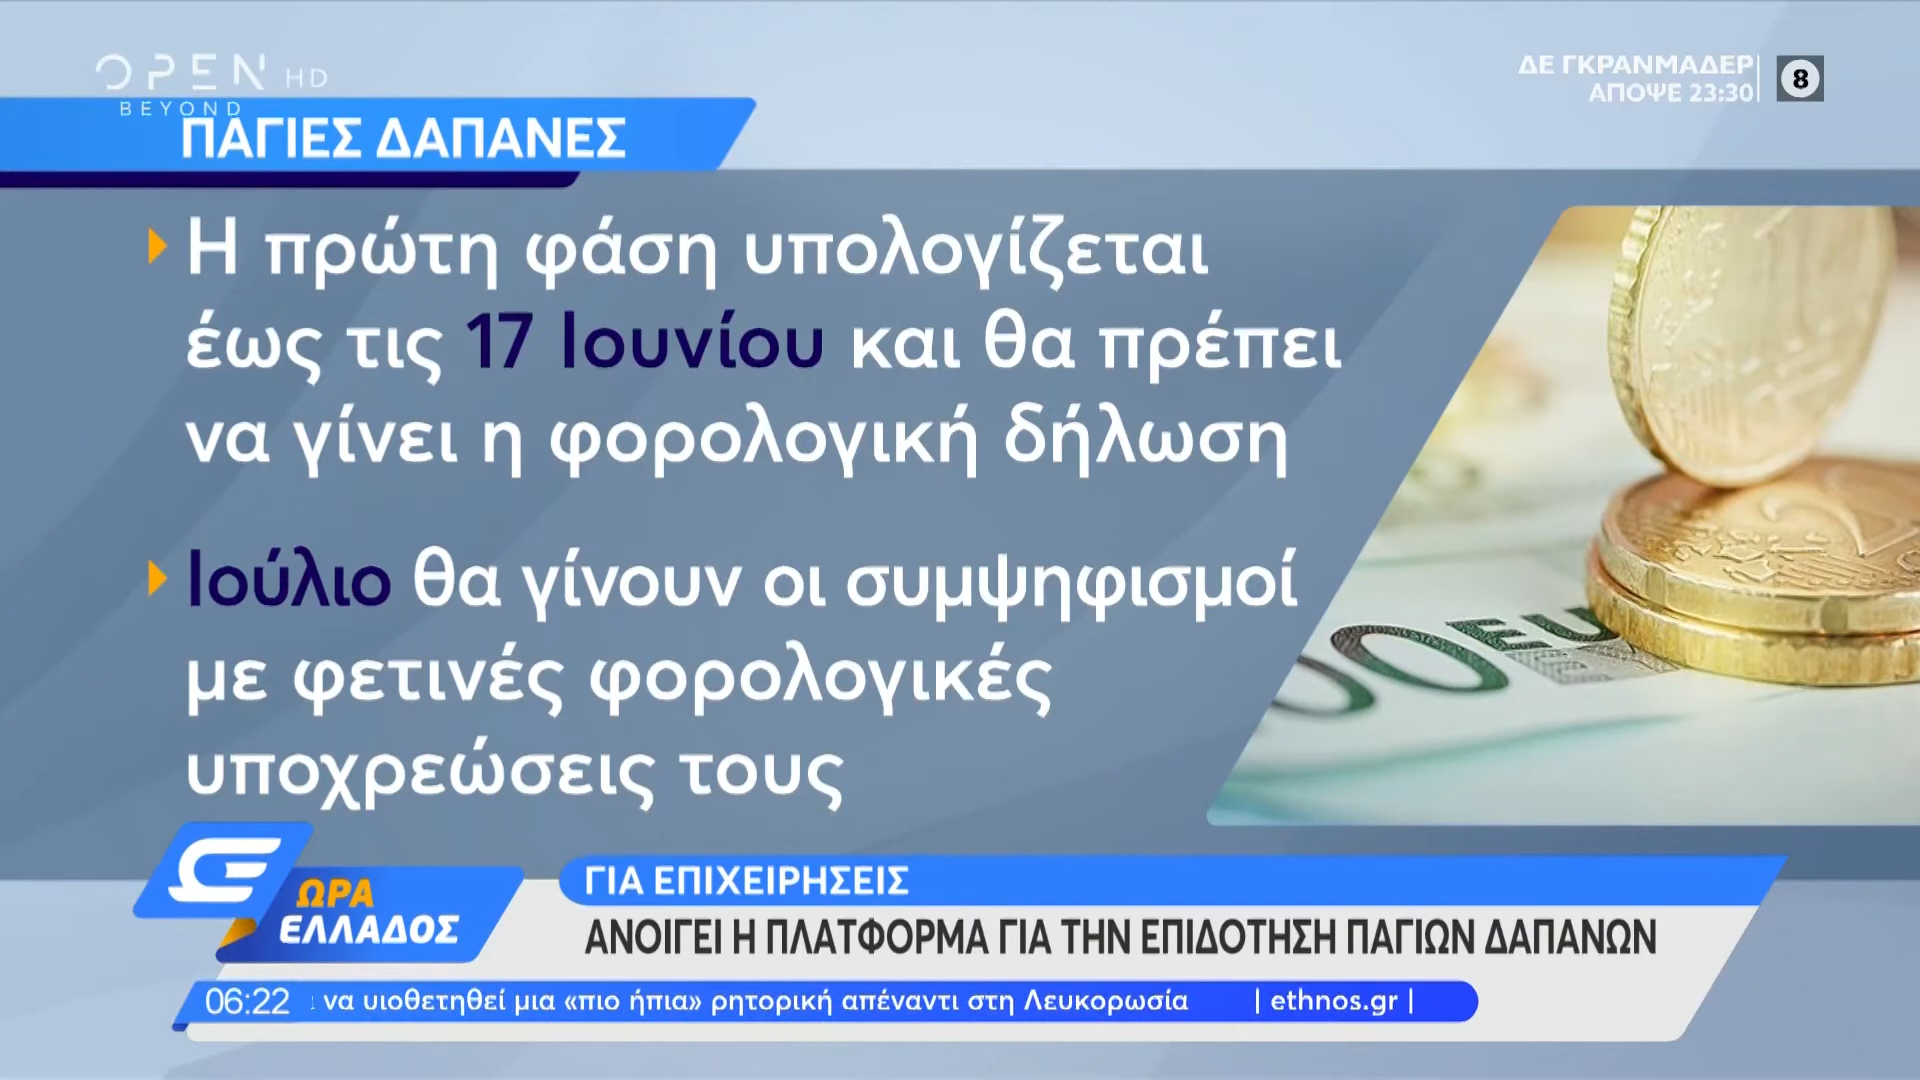 OPEN HD
BEYOND
ΔΕ ΓΚΡΑΝΜΑΔΕΡ
ΑΠΟΨΕ 23:30
8
ΠΑΓΙΕΣ ΔΑΠΑΝΕΣ
Η πρώτη φάση υπολογίζεται
έως τις 17 Ιουνίου και θα πρέπει
να γίνει η φορολογική δήλωση
Ιούλιο θα γίνουν οι συμψηφισμοί
με φετινές φορολογικές
υποχρεώσεις τους
ΩΡΑ
ΕΛΛΑΔΟΣ
ΓΙΑ ΕΠΙΧΕΙΡΗΣΕΙΣ
ΑΝΟΙΓΕΙ Η ΠΛΑΤΦΟΡΜΑ ΓΙΑ ΤΗΝ ΕΠΙΔΟΤΗΣΗ ΠΑΓΙΩΝ ΔΑΠΑΝΩΝ
06:22 να υιοθετηθεί μια «πιο ήπια» ρητορική απέναντι στη Λευκορωσία | ethnos.gr |